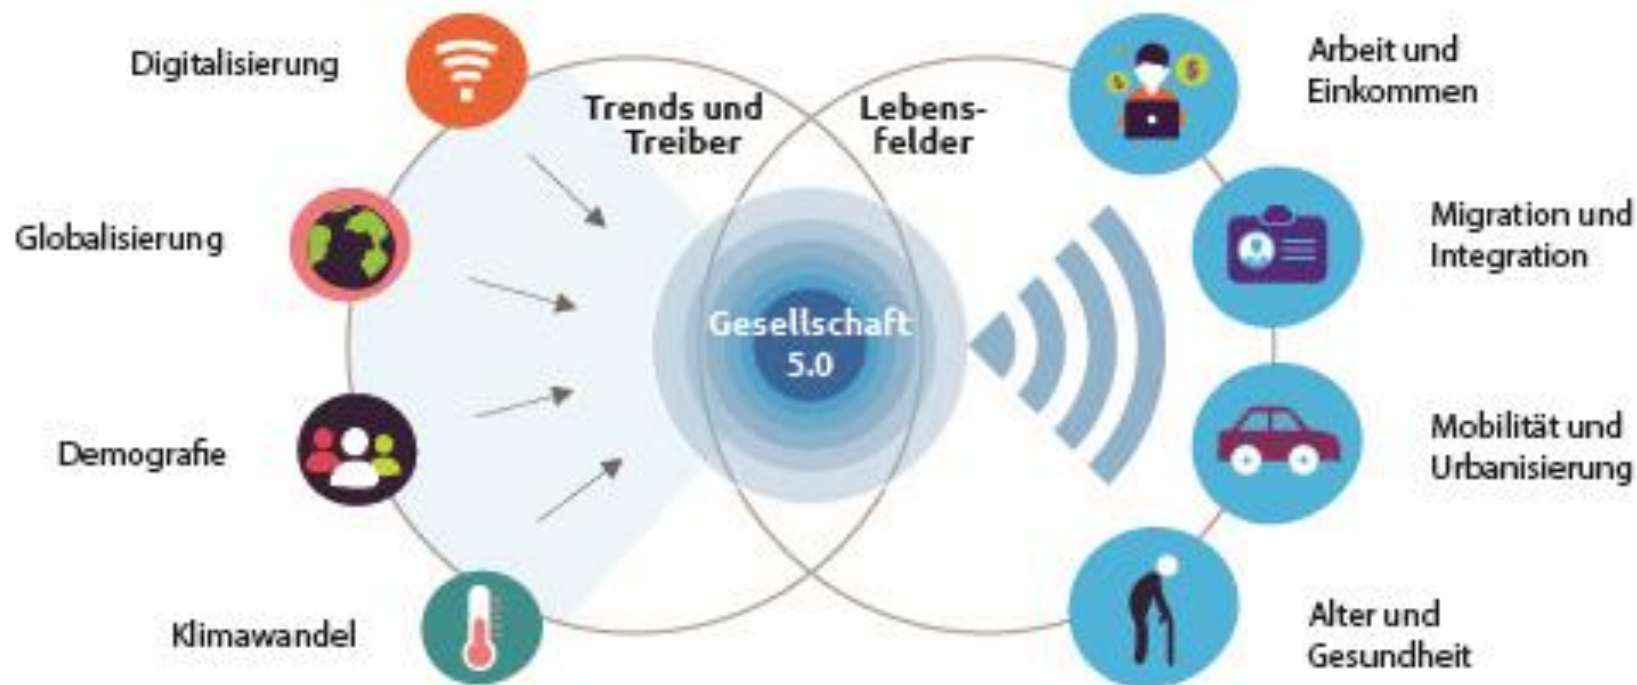 Digitalisierung
Globalisierung
Demografie
Klimawandel
Trends und
Treiber
Lebens-
felder
Gesellschaft
5.0
Arbeit und
Einkommen
Migration und
Integration
Mobilität und
Urbanisierung
Alter und
Gesundheit